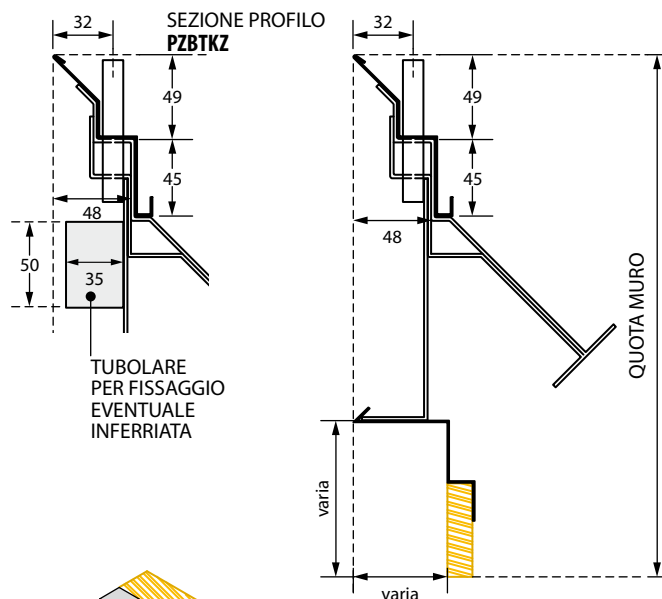 32
SEZIONE PROFILO
PZBTKZ
49
45
48
50
35
TUBOLARE
PER FISSAGGIO
EVENTUALE
INFERRIATA
32
49
45
48
QUOTA MURO
varia
varia